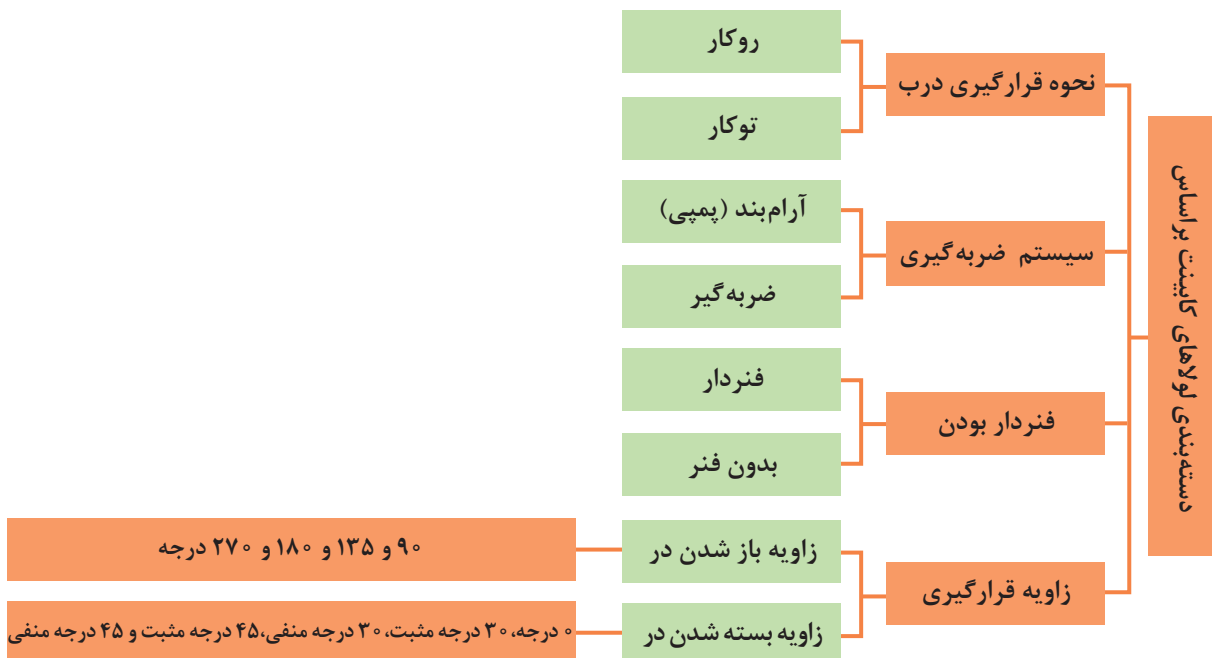 دسته‌بندی لولاهای کابینت براساس
نحوه قرارگیری درب
روکار
توکار
سیستم ضربه‌گیری
آرام‌بند (پمپی)
ضربه‌گیر
فنردار بودن
فنردار
بدون فنر
زاویه قرارگیری
زاویه باز شدن در
۹۰ و ۱۳۵ و ۱۸۰ و ۲۷۰ درجه
زاویه بسته شدن در
۰ درجه، ۳۰ درجه مثبت، ۳۰ درجه منفی،۴۵ درجه مثبت و ۴۵ درجه منفی